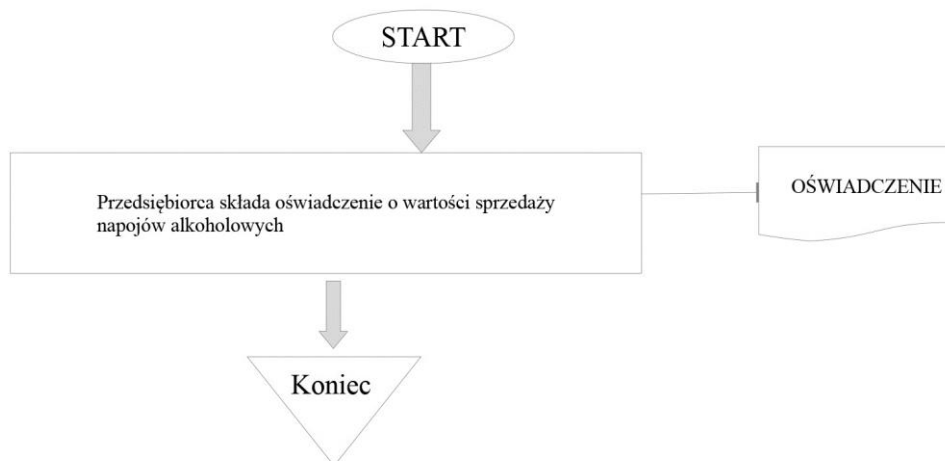 START
Przedsiębiorca składa oświadczenie o wartości sprzedaży
napojów alkoholowych
OŚWIADCZENIE
Koniec